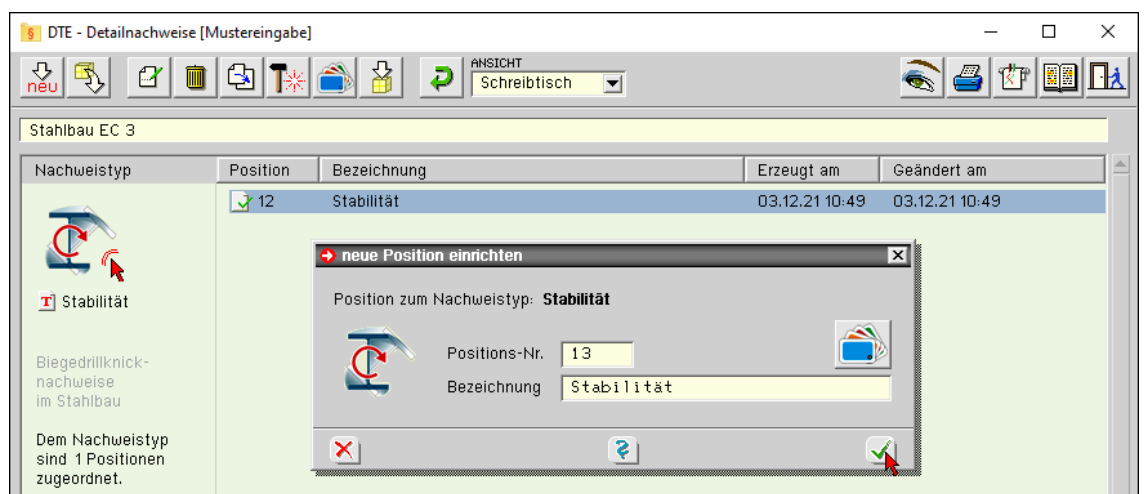 § DTE - Detailnachweise [Mustereingabe]
neu
ANSICHT
Schreibtisch
Stahlbau EC 3
Nachweistyp Position Bezeichnung Erzeugt am Geändert am
12 Stabilität 03.12.21 10:49 03.12.21 10:49
neue Position einrichten
T Stabilität
Position zum Nachweistyp: Stabilität
Positions-Nr. 13
Bezeichnung Stabilität
Biegedrillknick-
nachweise
im Stahlbau
Dem Nachweistyp
sind 1 Positionen
zugeordnet.